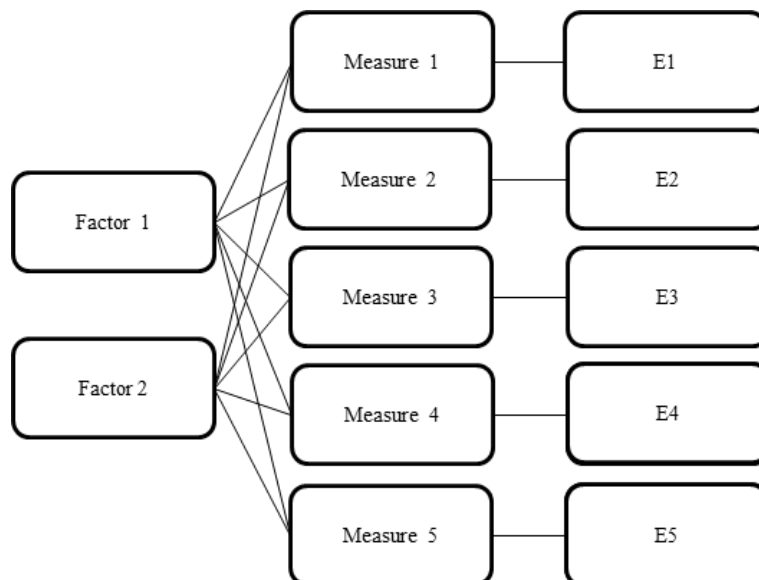 Factor 1
Factor 2
Measure 1
Measure 2
Measure 3
Measure 4
Measure 5
E1
E2
E3
E4
E5